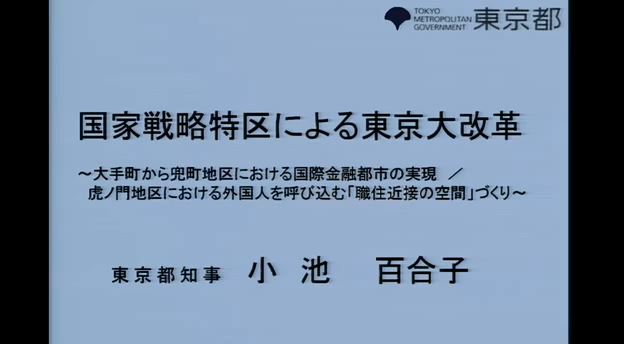 TOKYO
METROPOLITAN
GOVERNMENT
東京都
国家戦略特区による東京大改革
～大手町から兜町地区における国際金融都市の実現 ／
虎ノ門地区における外国人を呼び込む「職住近接の空間」づくり～
東京都知事 小池 百合子